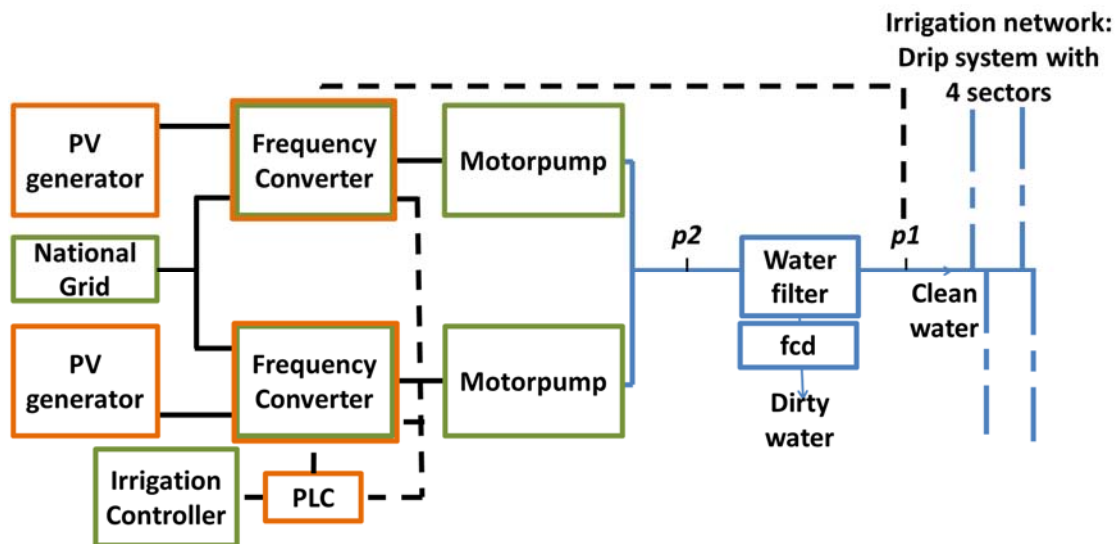 Irrigation network:
Drip system with
4 sectors
PV
generator
Frequency
Converter
Motorpump
National
Grid
p2
Water
filter
p1
Clean
water
fcd
Dirty
water
PV
generator
Frequency
Converter
Motorpump
Irrigation
Controller
PLC